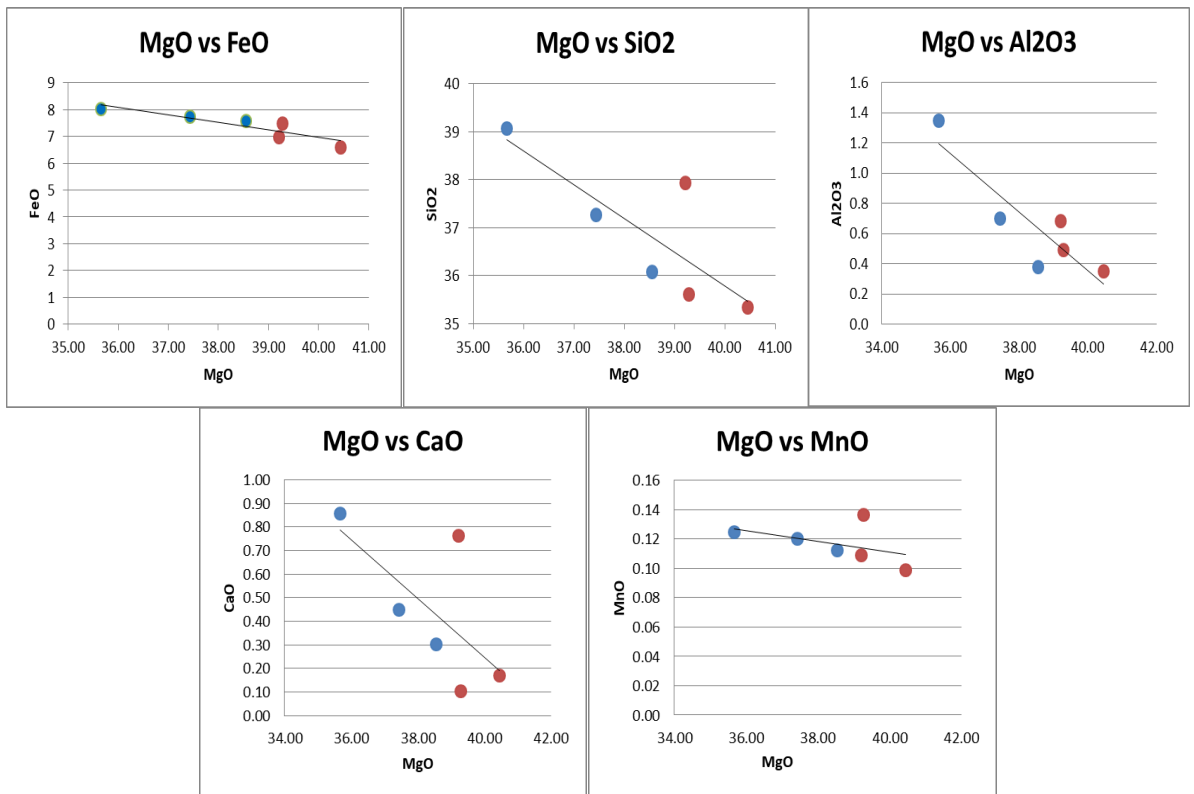 MgO vs FeO
FeO
9
8
7
6
5
4
3
2
1
0
35.00 36.00 37.00 38.00 39.00 40.00 41.00
MgO
MgO vs SiO2
SiO2
40
39
38
37
36
35
35.00 36.00 37.00 38.00 39.00 40.00 41.00
MgO
MgO vs Al2O3
Al2O3
1.6
1.4
1.2
1.0
0.8
0.6
0.4
0.2
0.0
34.00 36.00 38.00 40.00 42.00
MgO
MgO vs CaO
CaO
1.00
0.90
0.80
0.70
0.60
0.50
0.40
0.30
0.20
0.10
0.00
34.00 36.00 38.00 40.00 42.00
MgO
MgO vs MnO
MnO
0.16
0.14
0.12
0.10
0.08
0.06
0.04
0.02
0.00
34.00 36.00 38.00 40.00 42.00
MgO